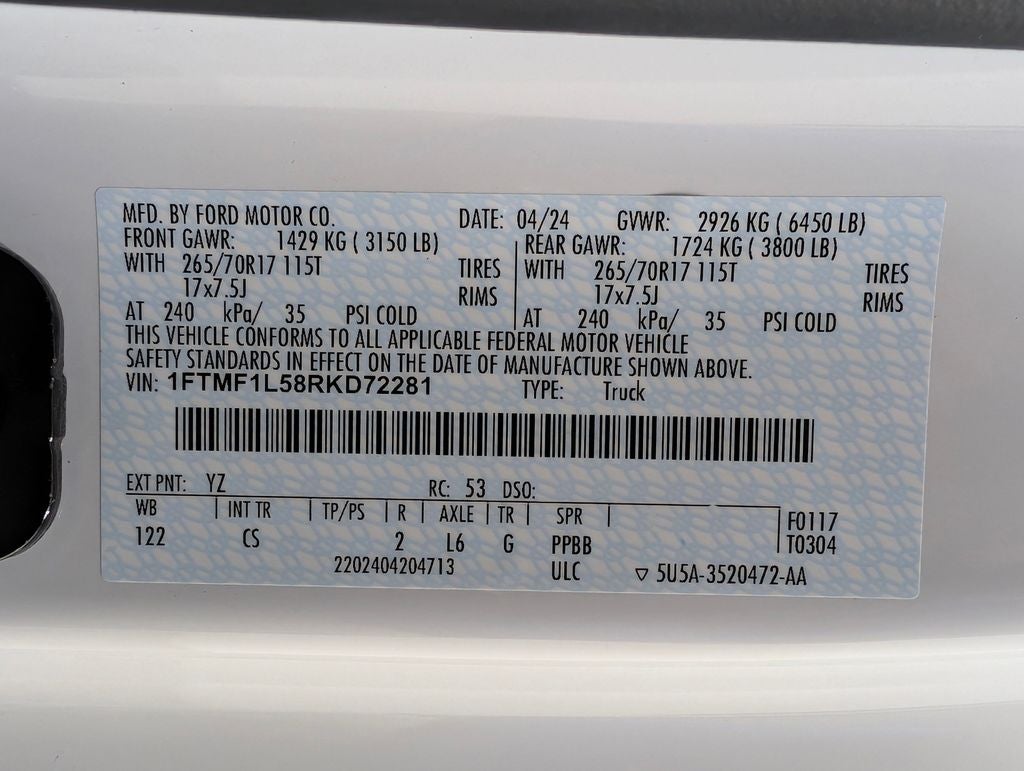 MFD. BY FORD MOTOR CO. DATE: 04/24 GVWR: 2926 KG ( 6450 LB)
FRONT GAWR: 1429 KG ( 3150 LB) REAR GAWR: 1724 KG ( 3800 LB)
WITH 265/70R17 115T TIRES WITH 265/70R17 115T TIRES
17x7.5J RIMS 17x7.5J RIMS
AT 240 kPa/ 35 PSI COLD AT 240 kPa/ 35 PSI COLD
THIS VEHICLE CONFORMS TO ALL APPLICABLE FEDERAL MOTOR VEHICLE
SAFETY STANDARDS IN EFFECT ON THE DATE OF MANUFACTURE SHOWN ABOVE.
VIN: 1FTMF1L58RKD72281 TYPE: Truck
EXT PNT: YZ RC: 53 DSO:
WB INT TR TP/PS R AXLE TR SPR F0117
122 CS 2 L6 G PPBB T0304
2202404204713 ULC ▽ 5U5A-3520472-AA